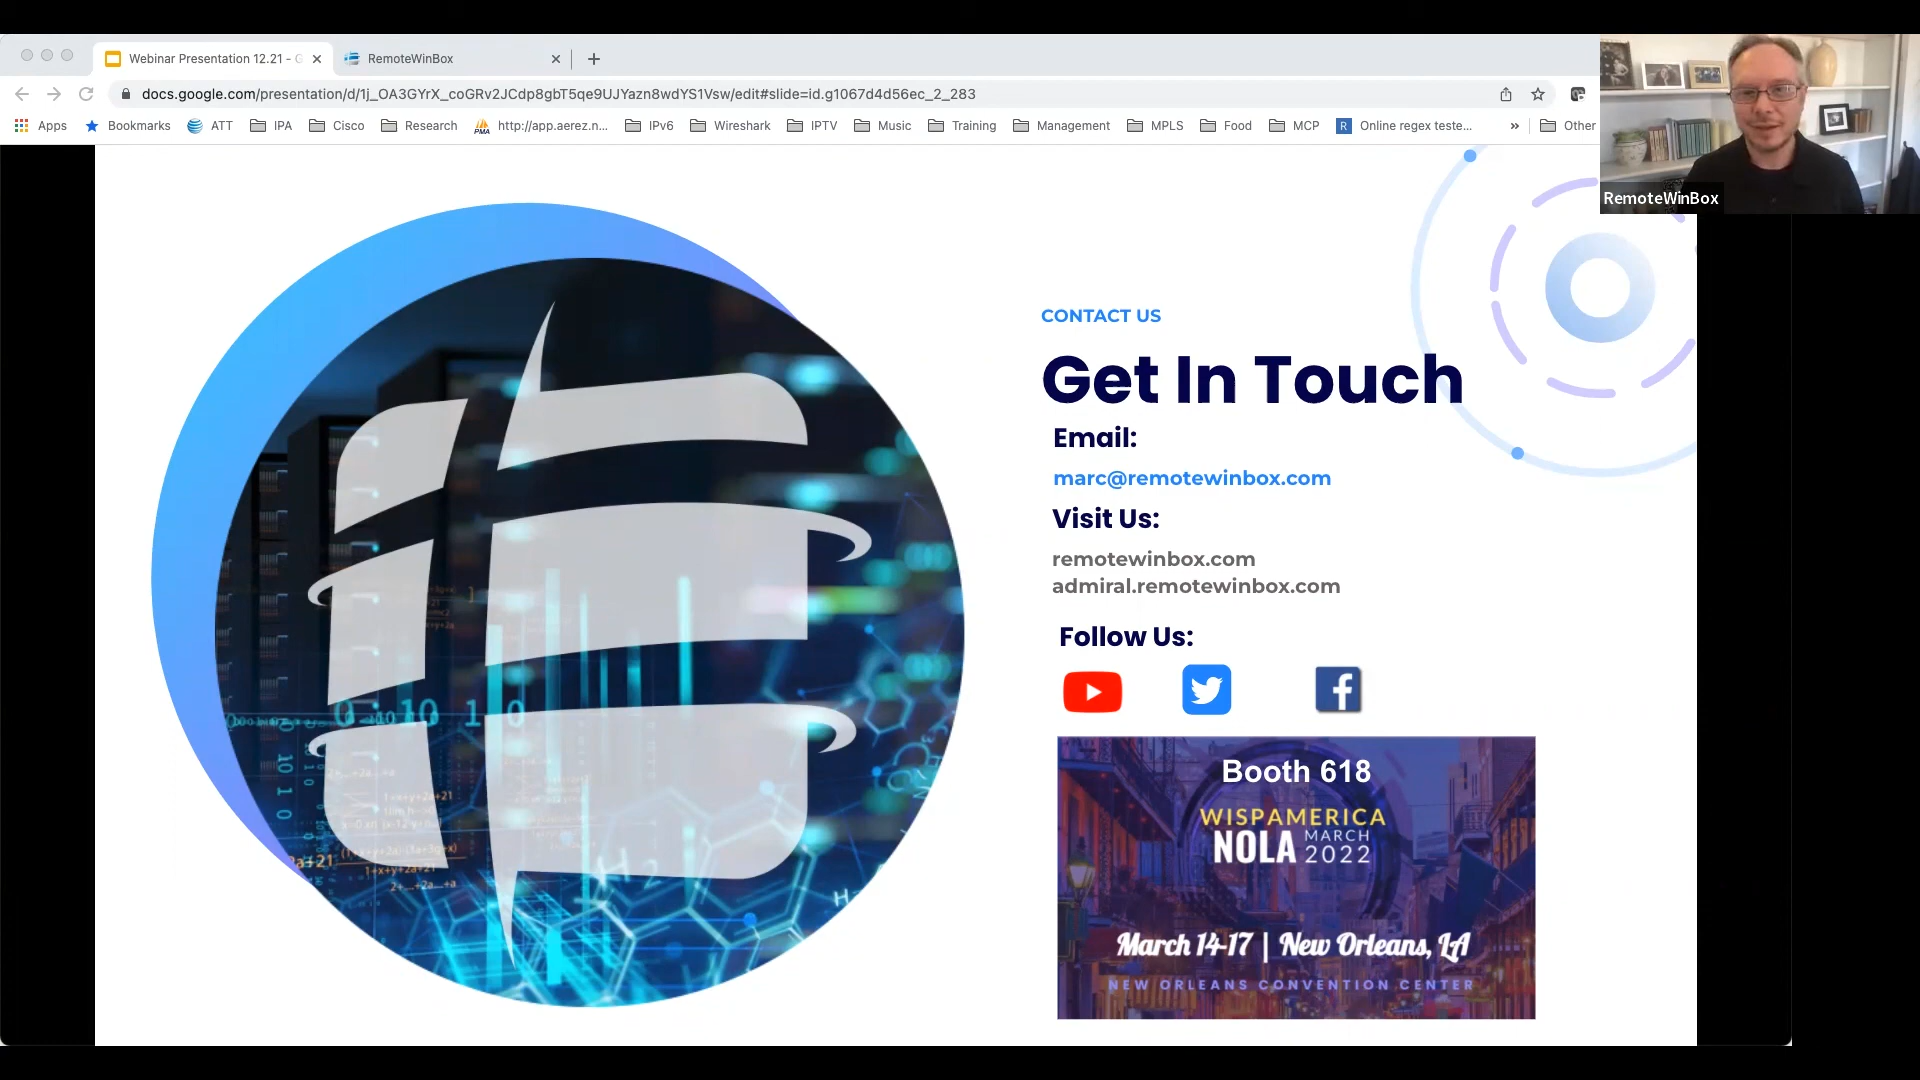 Webinar Presentation 12.21 - G
RemoteWinBox
docs.google.com/presentation/d/1j_OA3GYrX_coGRv2JCdp8gbT5qe9UJYazn8wdYS1Vsw/edit#slide=id.g1067d4d56ec_2_283
Apps Bookmarks ATT IPA Cisco Research PMA http://app.aerez.n... IPv6 Wireshark IPTV Music Training Management MPLS Food MCP R Online regex teste... » Other
RemoteWinBox
CONTACT US
Get In Touch
Email:
marc@remotewinbox.com
Visit Us:
remotewinbox.com
admiral.remotewinbox.com
Follow Us:
Booth 618
WISPAMERICA
NOLA MARCH 2022
March 14-17 | New Orleans, LA
NEW ORLEANS CONVENTION CENTER